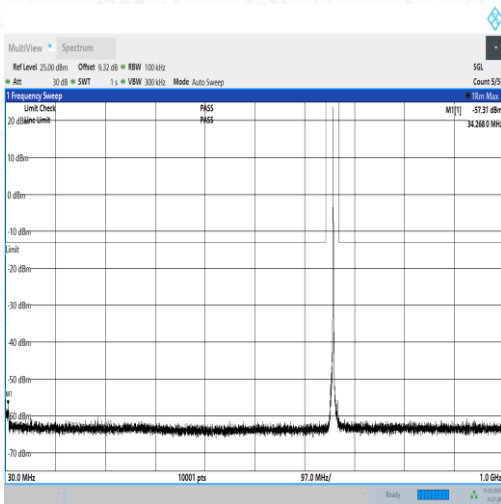 MultiView Spectrum
Ref Level 25.00 dBm Offset 9.32 dB RBW 100 kHz SGL
Att 30 dB SWT 1 s VBW 300 kHz Mode Auto Sweep Count 5/5
1 Frequency Sweep 1Rm Max
Limit Check PASS M1[1] -57.31 dBm
20 dBm Line Limit PASS 34.268 0 MHz
10 dBm
0 dBm
-10 dBm
Limit
-20 dBm
-30 dBm
-40 dBm
-50 dBm
M1
-60 dBm
-70 dBm
30.0 MHz 10001 pts 97.0 MHz/ 1.0 GHz
Ready